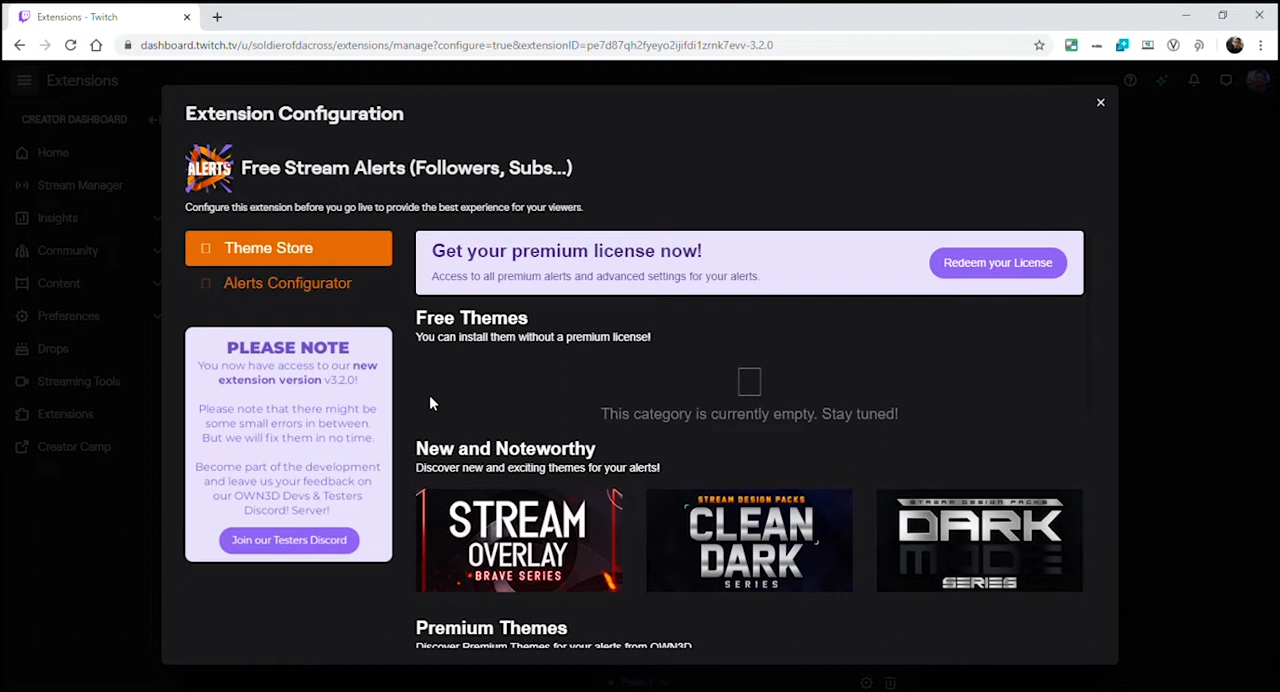 Extensions - Twitch
dashboard.twitch.tv/u/soldierofdacross/extensions/manage?configure=true&extensionID=pe7d87qh2fyeyo2ijifdi1zrnk7evv-3.2.0
Extensions
CREATOR DASHBOARD
Home
Stream Manager
Insights
Community
Content
Preferences
Drops
Streaming Tools
Extensions
Creator Camp
Extension Configuration
ALERTS
Free Stream Alerts (Followers, Subs...)
Configure this extension before you go live to provide the best experience for your viewers.
Theme Store
Alerts Configurator
PLEASE NOTE
You now have access to our new
extension version v3.2.0!
Please note that there might be
some small errors in between.
But we will fix them in no time.
Become part of the development
and leave us your feedback on
our OWN3D Devs & Testers
Discord! Server!
Join our Testers Discord
Get your premium license now!
Access to all premium alerts and advanced settings for your alerts.
Redeem your License
Free Themes
You can install them without a premium license!
This category is currently empty. Stay tuned!
New and Noteworthy
Discover new and exciting themes for your alerts!
STREAM
OVERLAY
BRAVE SERIES
STREAM DESIGN PACKS
CLEAN
DARK
SERIES
STREAM DESIGN PACKS
DARK
MODE
SERIES
Premium Themes
Discover Premium Themes for your alerts from OWN3D